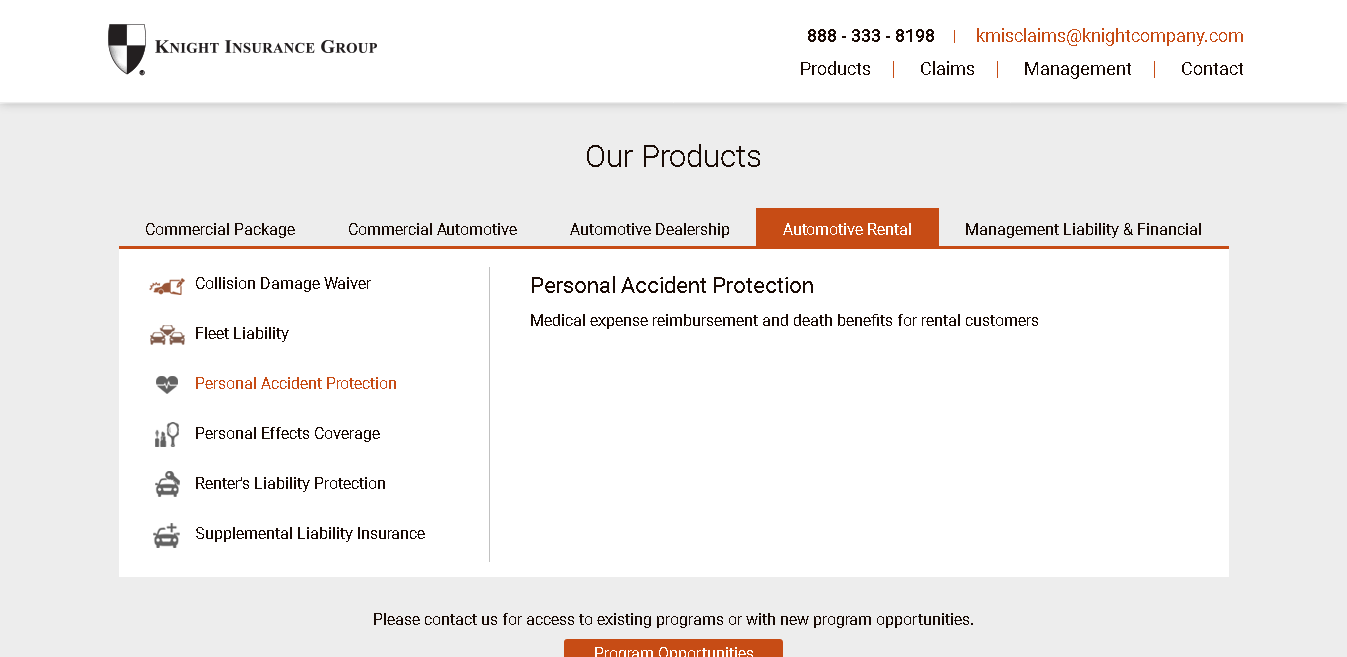 KNIGHT INSURANCE GROUP
888 - 333 - 8198 | kmisclaims@knightcompany.com
Products | Claims | Management | Contact
Our Products
Commercial Package Commercial Automotive Automotive Dealership Automotive Rental Management Liability & Financial
Collision Damage Waiver
Fleet Liability
Personal Accident Protection
Personal Effects Coverage
Renter's Liability Protection
Supplemental Liability Insurance
Personal Accident Protection
Medical expense reimbursement and death benefits for rental customers
Please contact us for access to existing programs or with new program opportunities.
Program Opportunities